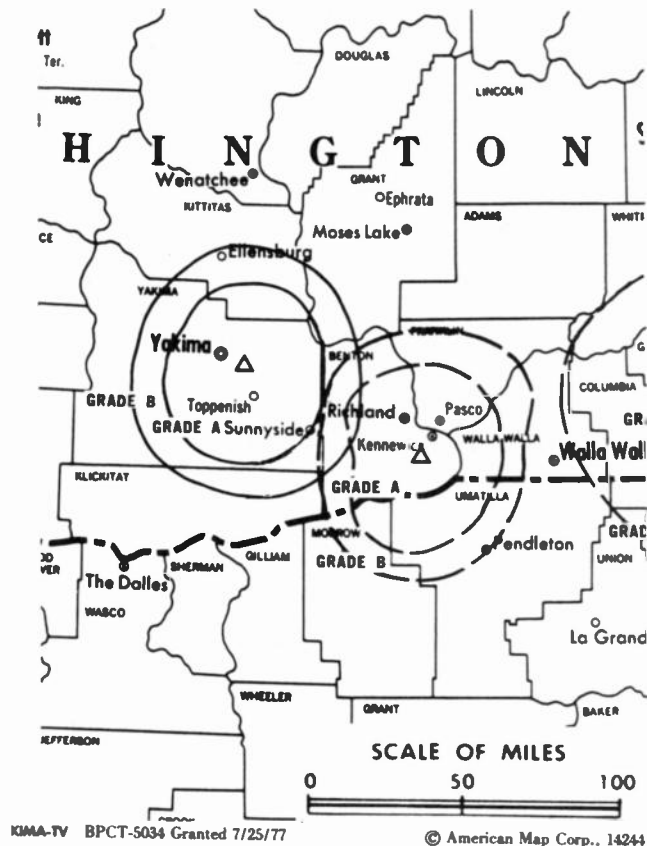 Ter.
DOUGLAS
KING
LINCOLN
H I N G T O N
Wenatchee
GRANT
KITTITAS
Ephrata
Moses Lake
ADAMS
Ellensburg
YAKIMA
Yakima
FRANKLIN
BENTON
COLUMBIA
GRADE B
Toppenish
GRADE A
Sunnyside
Richland
Pasco
Kennewick
WALLA WALLA
KLICKITAT
GRADE A
UMATILLA
MORROW
GRADE B
Pendleton
SHERMAN
GILLIAM
UNION
The Dalles
WASCO
La Grand
WHEELER
GRANT
BAKER
JEFFERSON
SCALE OF MILES
0 50 100
KIMA-TV BPCT-5034 Granted 7/25/77
© American Map Corp., 14244